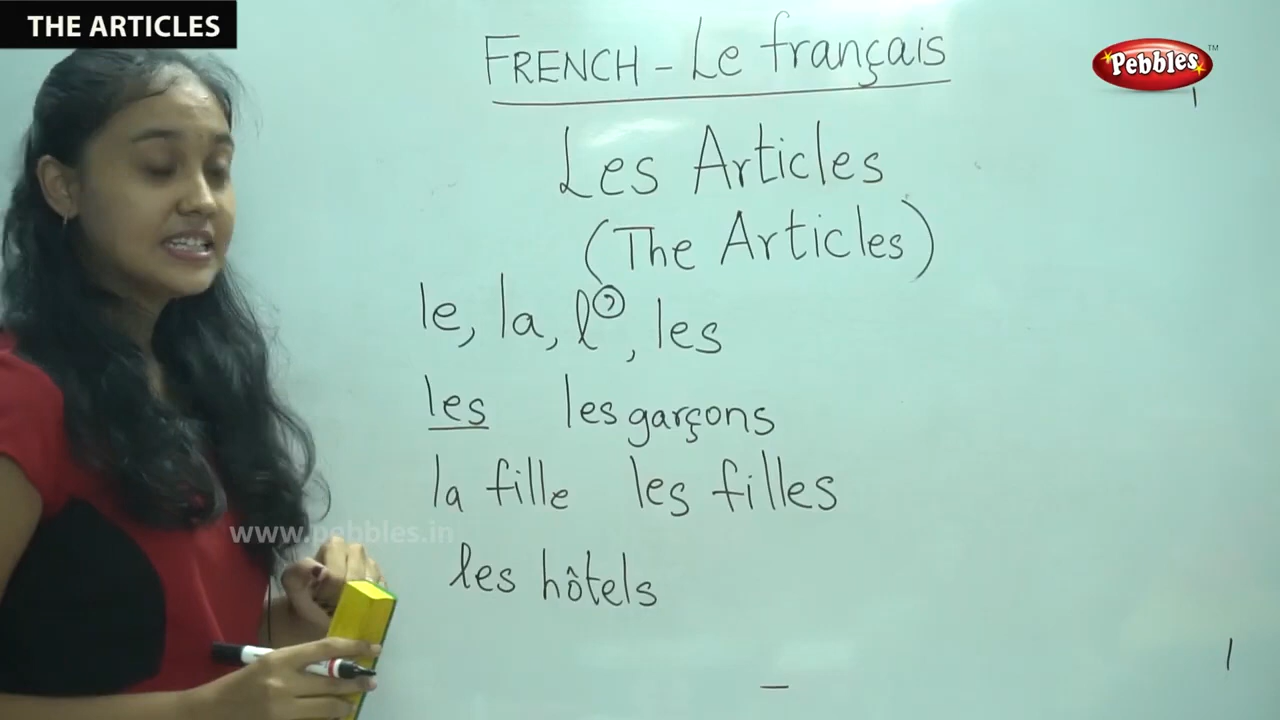 THE ARTICLES
FRENCH - Le français
Pebbles TM
Les Articles
(The Articles)
le, la, l', les
les les garçons
la fille les filles
www.pebbles.in
les hôtels